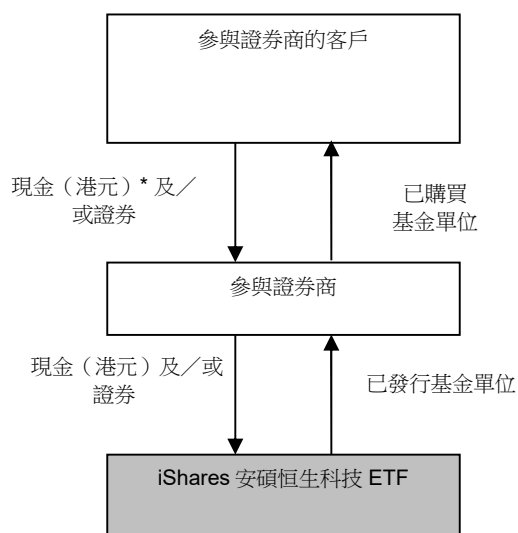 參與證券商的客戶
現金（港元）* 及／
或證券
已購買
基金單位
參與證券商
現金（港元）及／或
證券
已發行基金單位
iShares 安碩恒生科技 ETF